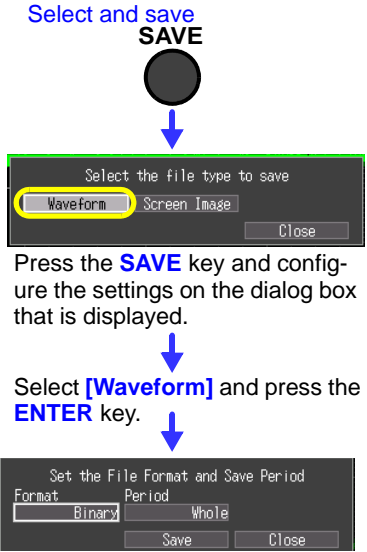 Select and save
SAVE
Select the file type to save
Waveform Screen Image
Close
Press the SAVE key and config-
ure the settings on the dialog box
that is displayed.
Select [Waveform] and press the
ENTER key.
Set the File Format and Save Period
Format Period
Binary Whole
Save Close